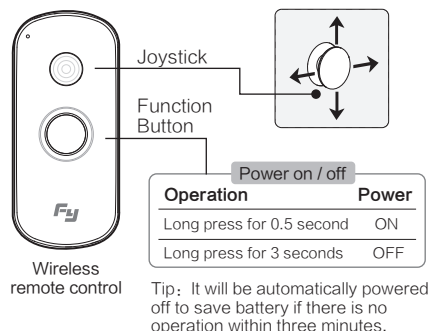 Joystick
Function
Button
Power on / off
Operation Power
Long press for 0.5 second ON
Long press for 3 seconds OFF
Fy
Wireless
remote control
Tip: It will be automatically powered
off to save battery if there is no
operation within three minutes.